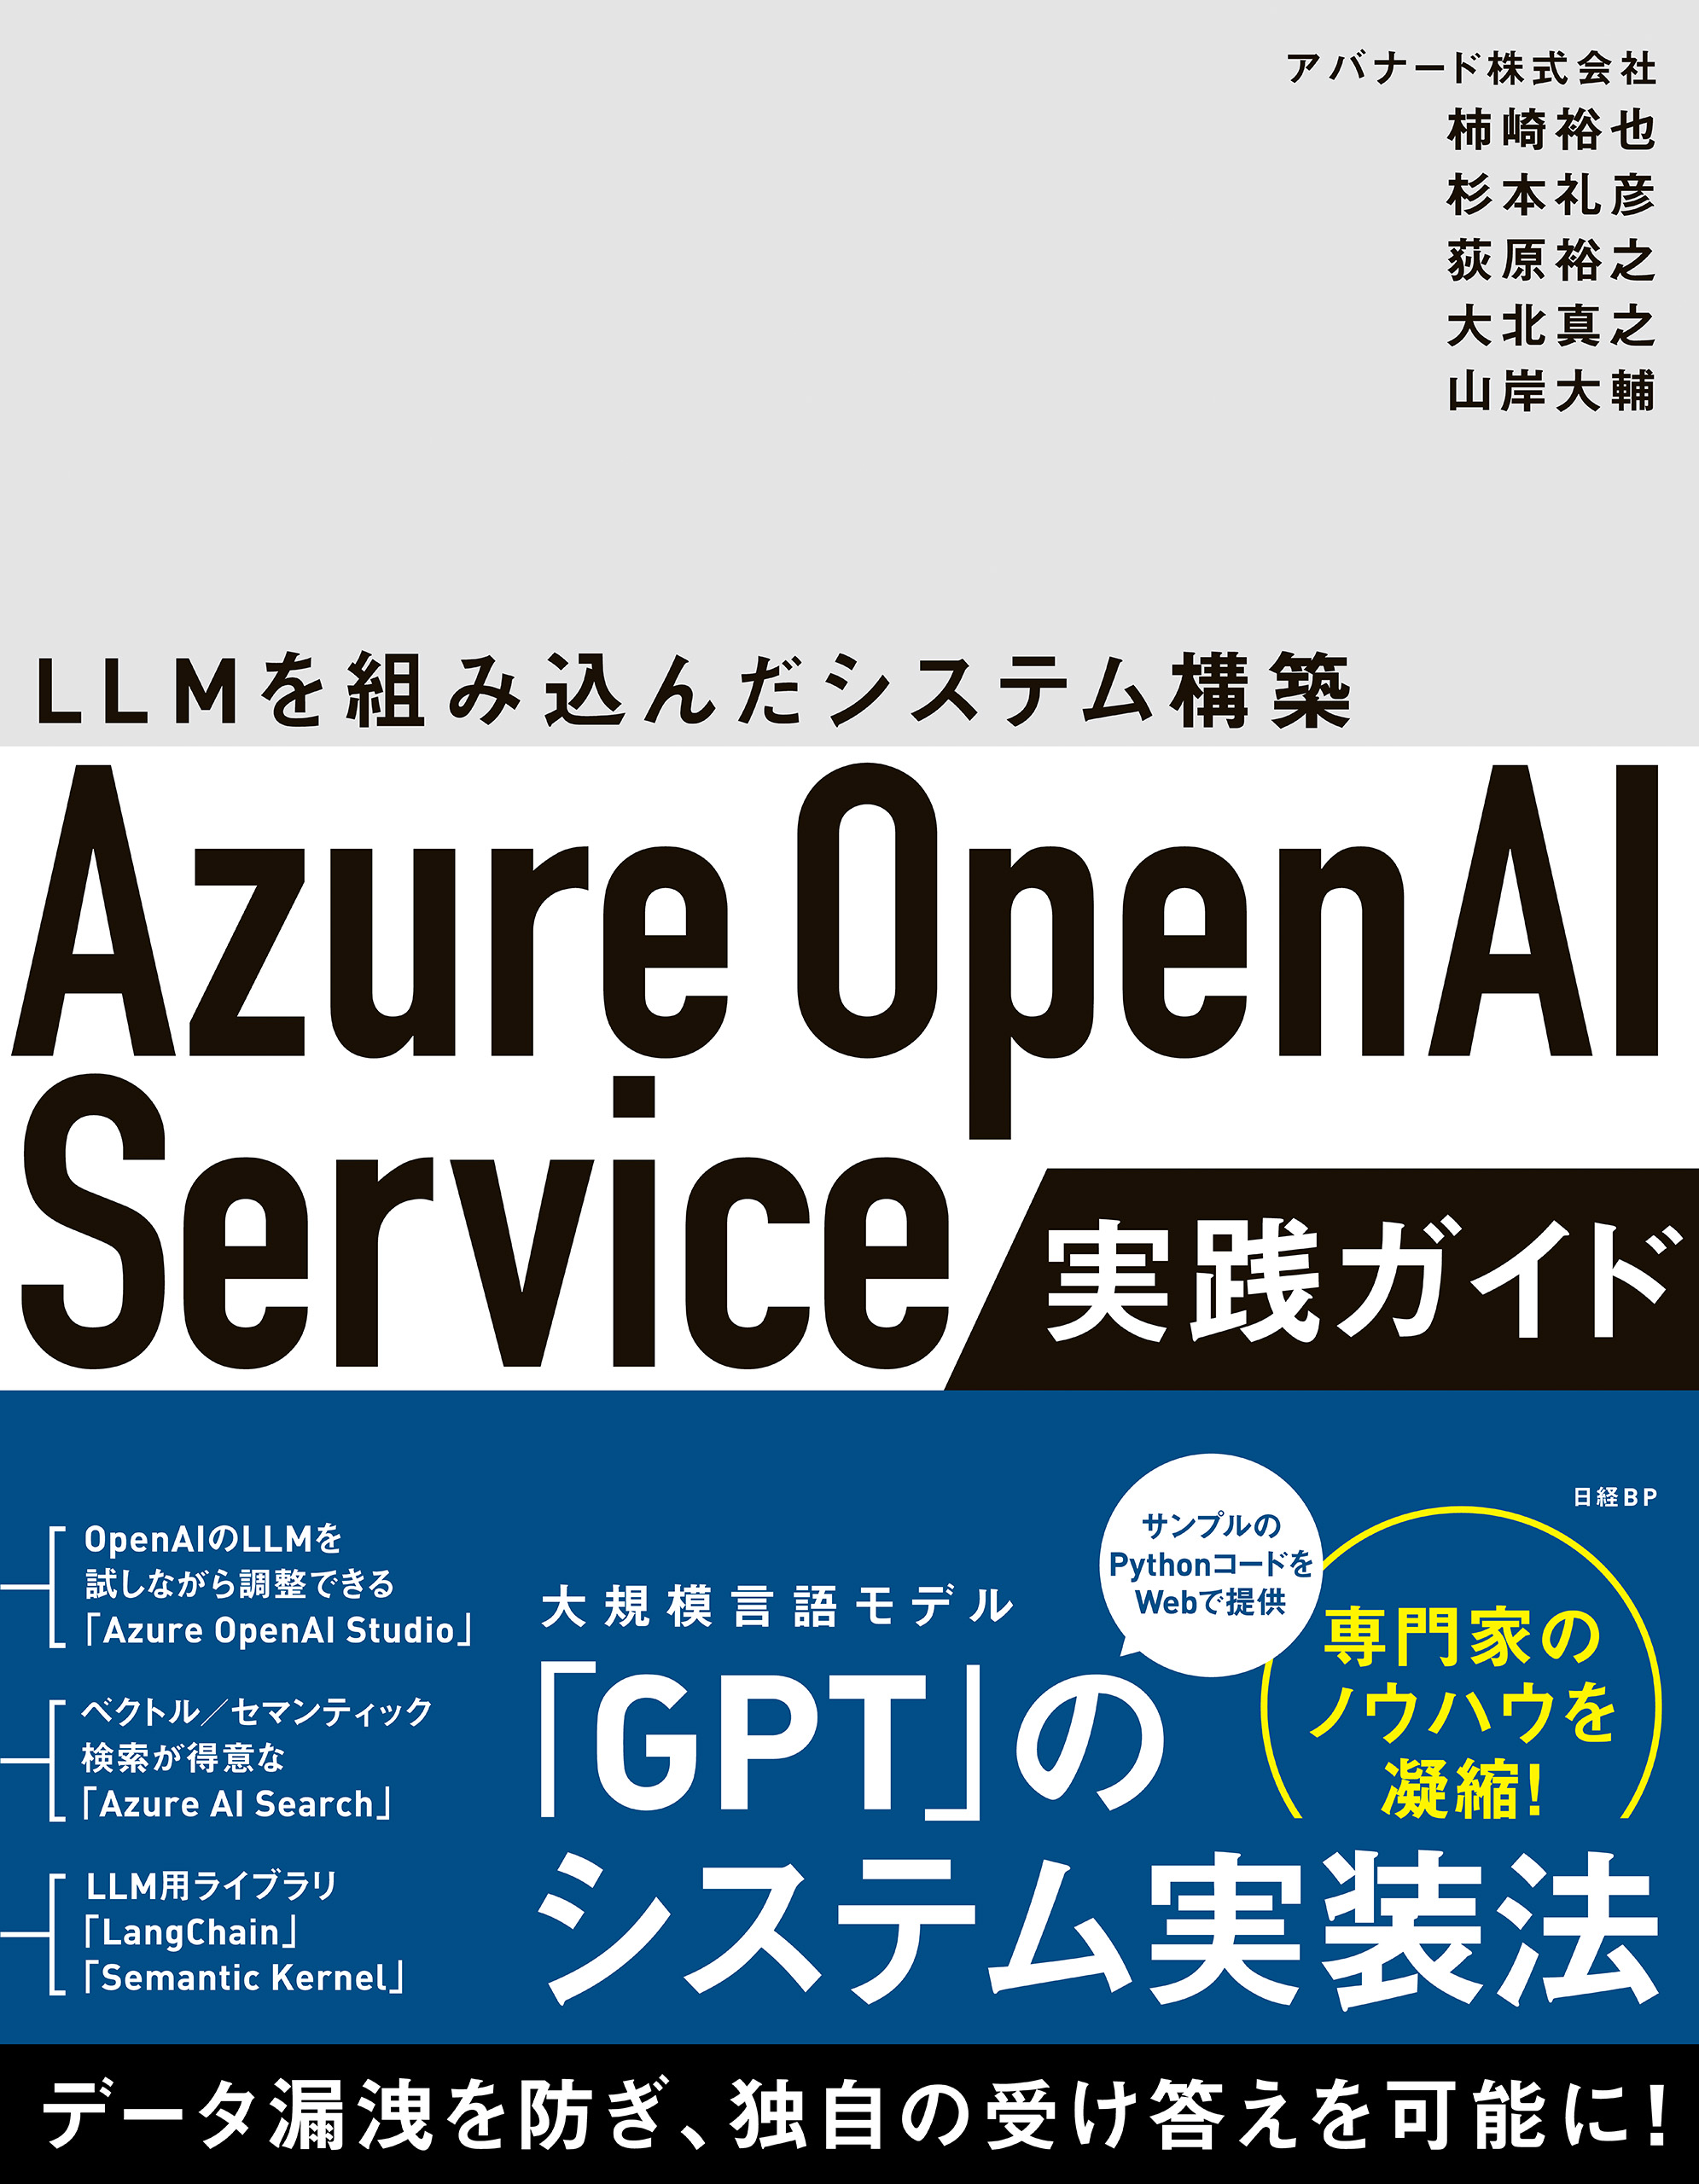 アバナード株式会社
柿崎裕也
杉本礼彦
荻原裕之
大北真之
山岸大輔
LLMを組み込んだシステム構築
Azure OpenAI
Service
実践ガイド
日経BP
OpenAIのLLMを
試しながら調整できる
「Azure OpenAI Studio」
ベクトル／セマンティック
検索が得意な
「Azure AI Search」
LLM用ライブラリ
「LangChain」
「Semantic Kernel」
大規模言語モデル
「GPT」の
システム実装法
サンプルの
Pythonコードを
Webで提供
専門家の
ノウハウを
凝縮！
データ漏洩を防ぎ、独自の受け答えを可能に！